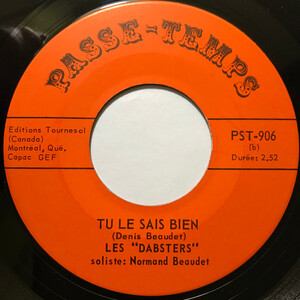 PASSE-TEMPS
Editions Tournesol
(Canada)
Montréal, Qué.
Capac GEF
PST-906
(b)
Durée: 2,52
TU LE SAIS BIEN
(Denis Beaudet)
LES "DABSTERS"
soliste: Normand Beaudet